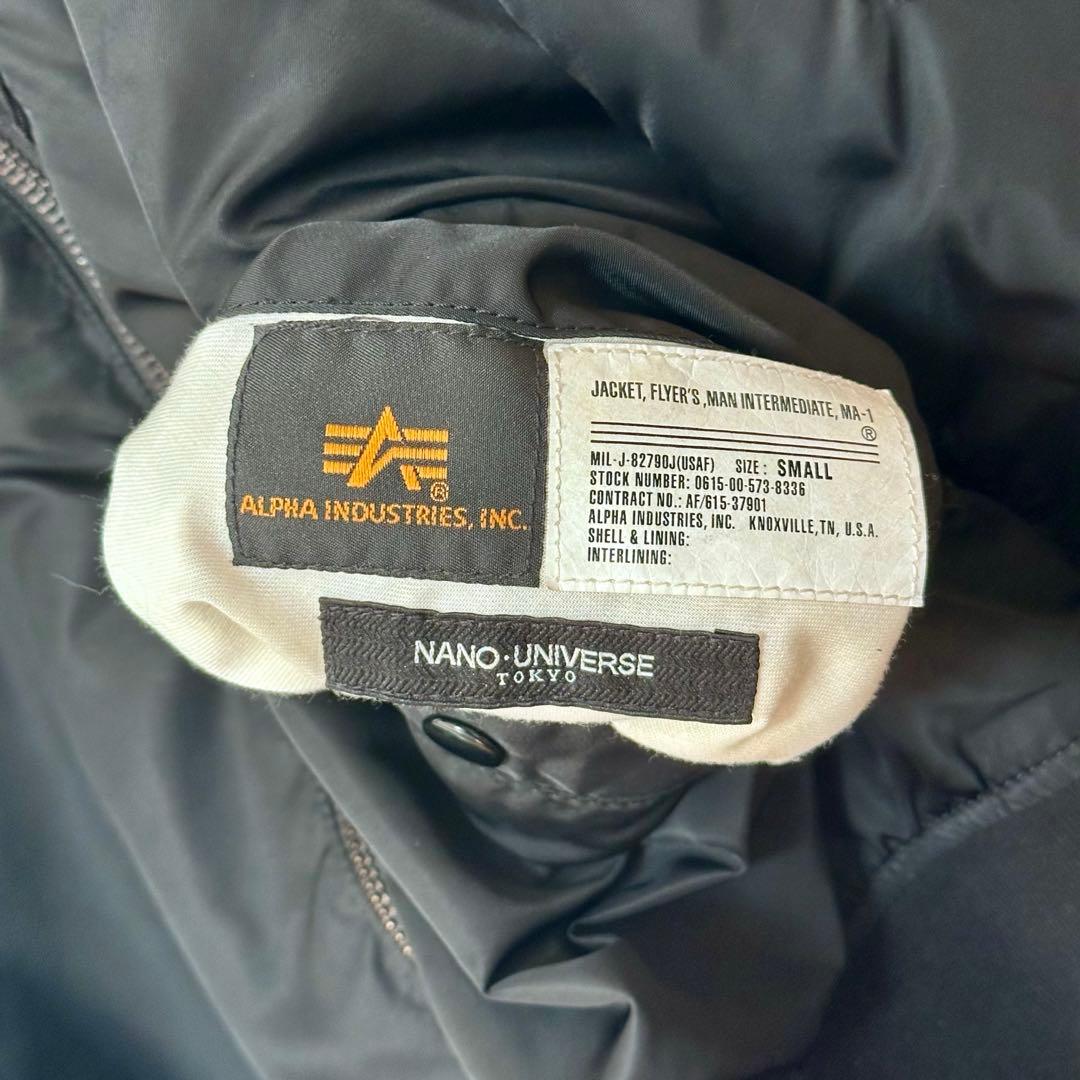 ALPHA INDUSTRIES, INC.
®
JACKET, FLYER'S ,MAN INTERMEDIATE, MA-1
®
MIL-J-82790J(USAF) SIZE : SMALL
STOCK NUMBER: 0615-00-573-8336
CONTRACT NO.: AF/615-37901
ALPHA INDUSTRIES, INC. KNOXVILLE,TN, U.S.A.
SHELL & LINING:
INTERLINING:
NANO·UNIVERSE
TOKYO